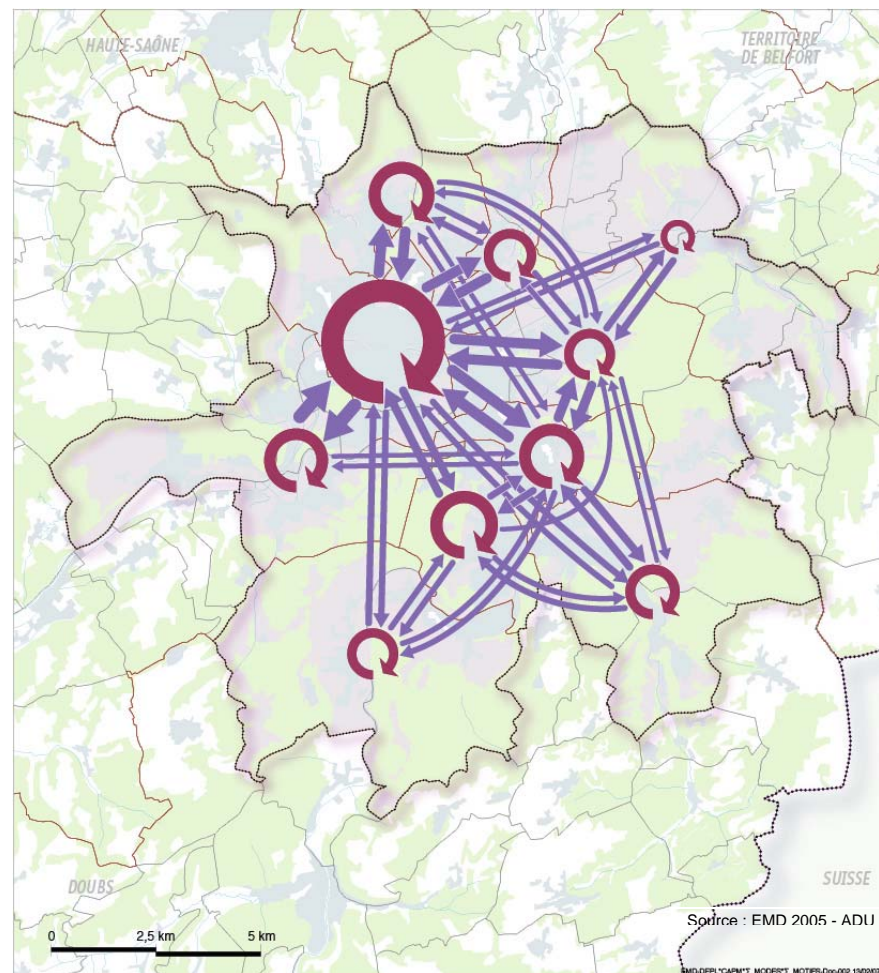 HAUTE-SAÔNE
TERRITOIRE
DE BELFORT
DOUBS
SUISSE
Source : EMD 2005 - ADU
0 2,5 km 5 km